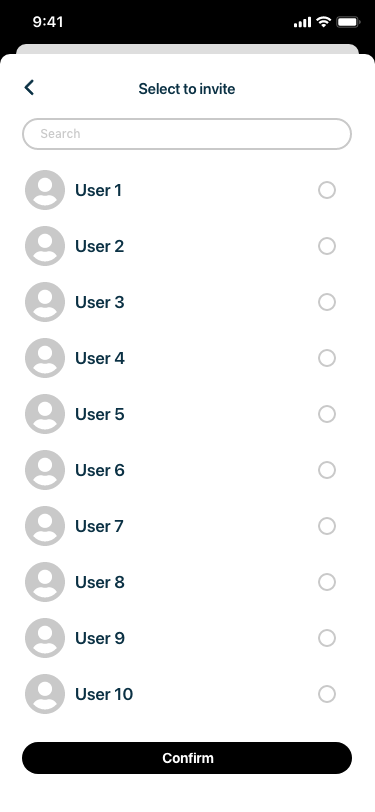 9:41
Select to invite
Search
User 1
User 2
User 3
User 4
User 5
User 6
User 7
User 8
User 9
User 10
Confirm